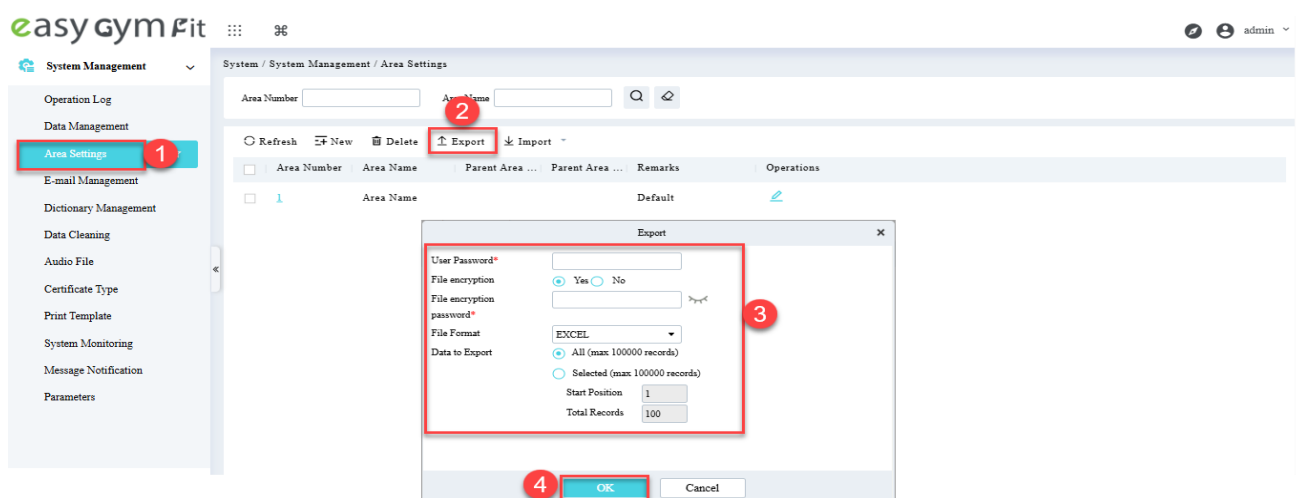 easy Gym Fit
admin
System Management
System / System Management / Area Settings
Operation Log
Data Management
Area Settings
1
E-mail Management
Dictionary Management
Data Cleaning
Audio File
Certificate Type
Print Template
System Monitoring
Message Notification
Parameters
Area Number
Area Name
2
Refresh New Delete Export Import
Area Number Area Name Parent Area ... Parent Area ... Remarks Operations
1 Area Name Default
Export
User Password*
File encryption Yes No
File encryption
password*
3
File Format EXCEL
Data to Export All (max 100000 records)
Selected (max 100000 records)
Start Position 1
Total Records 100
4
OK Cancel